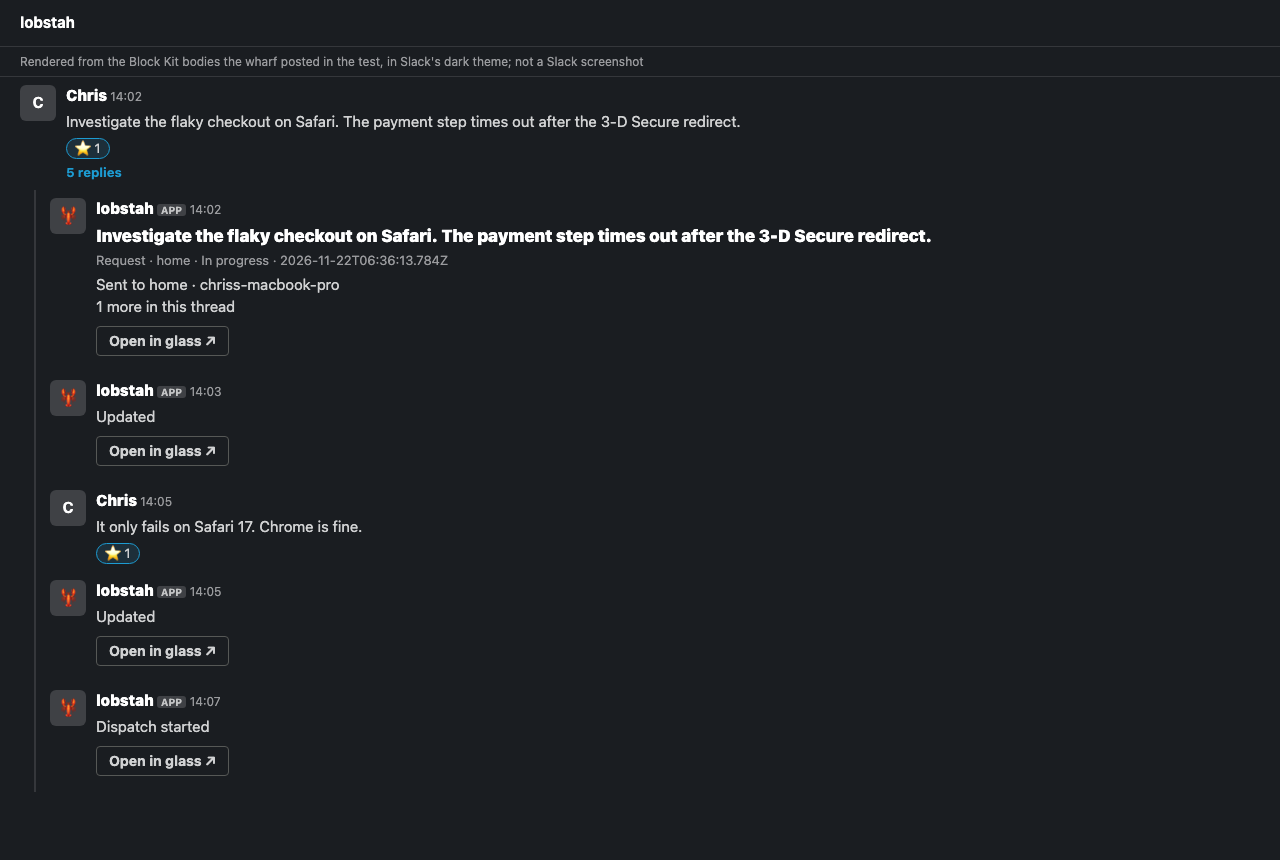 lobstah
Rendered from the Block Kit bodies the wharf posted in the test, in Slack's dark theme; not a Slack screenshot
C
Chris 14:02
Investigate the flaky checkout on Safari. The payment step times out after the 3-D Secure redirect.
⭐ 1
5 replies
lobstah APP 14:02
Investigate the flaky checkout on Safari. The payment step times out after the 3-D Secure redirect.
Request · home · In progress · 2026-11-22T06:36:13.784Z
Sent to home · chriss-macbook-pro
1 more in this thread
Open in glass ↗
lobstah APP 14:03
Updated
Open in glass ↗
C
Chris 14:05
It only fails on Safari 17. Chrome is fine.
⭐ 1
lobstah APP 14:05
Updated
Open in glass ↗
lobstah APP 14:07
Dispatch started
Open in glass ↗